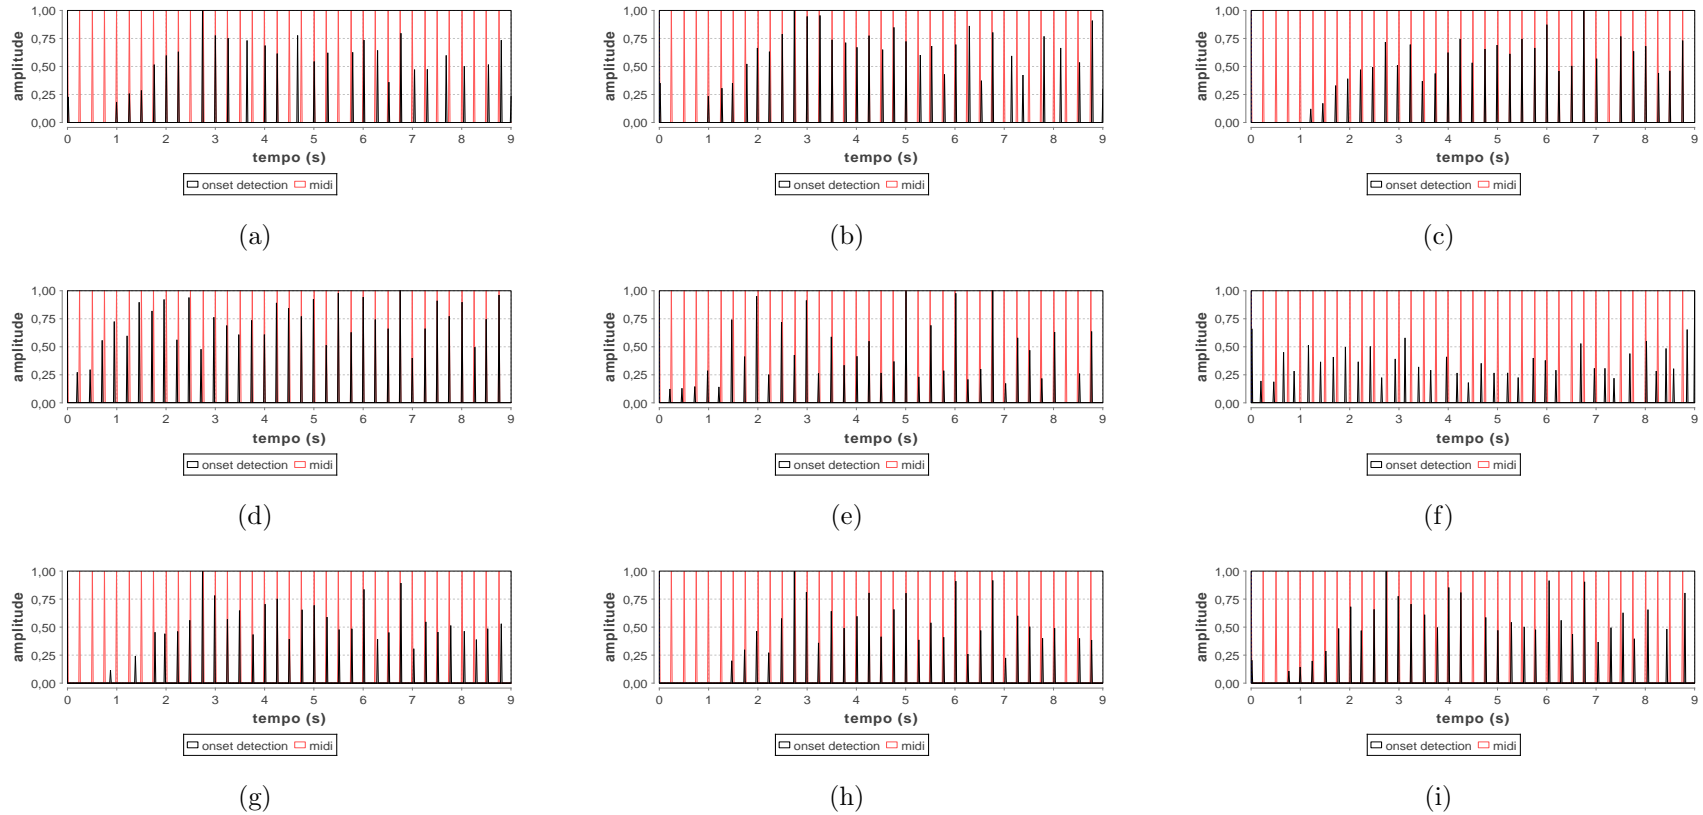 1,00 1,00 1,00
0,75 0,75 0,75
0,50 0,50 0,50
0,25 0,25 0,25
0,00 0,00 0,00
amplitude amplitude amplitude
0 1 2 3 4 5 6 7 8 9 0 1 2 3 4 5 6 7 8 9 0 1 2 3 4 5 6 7 8 9
tempo (s) tempo (s) tempo (s)
onset detection midi onset detection midi onset detection midi
(a) (b) (c)
1,00 1,00 1,00
0,75 0,75 0,75
0,50 0,50 0,50
0,25 0,25 0,25
0,00 0,00 0,00
amplitude amplitude amplitude
0 1 2 3 4 5 6 7 8 9 0 1 2 3 4 5 6 7 8 9 0 1 2 3 4 5 6 7 8 9
tempo (s) tempo (s) tempo (s)
onset detection midi onset detection midi onset detection midi
(d) (e) (f)
1,00 1,00 1,00
0,75 0,75 0,75
0,50 0,50 0,50
0,25 0,25 0,25
0,00 0,00 0,00
amplitude amplitude amplitude
0 1 2 3 4 5 6 7 8 9 0 1 2 3 4 5 6 7 8 9 0 1 2 3 4 5 6 7 8 9
tempo (s) tempo (s) tempo (s)
onset detection midi onset detection midi onset detection midi
(g) (h) (i)